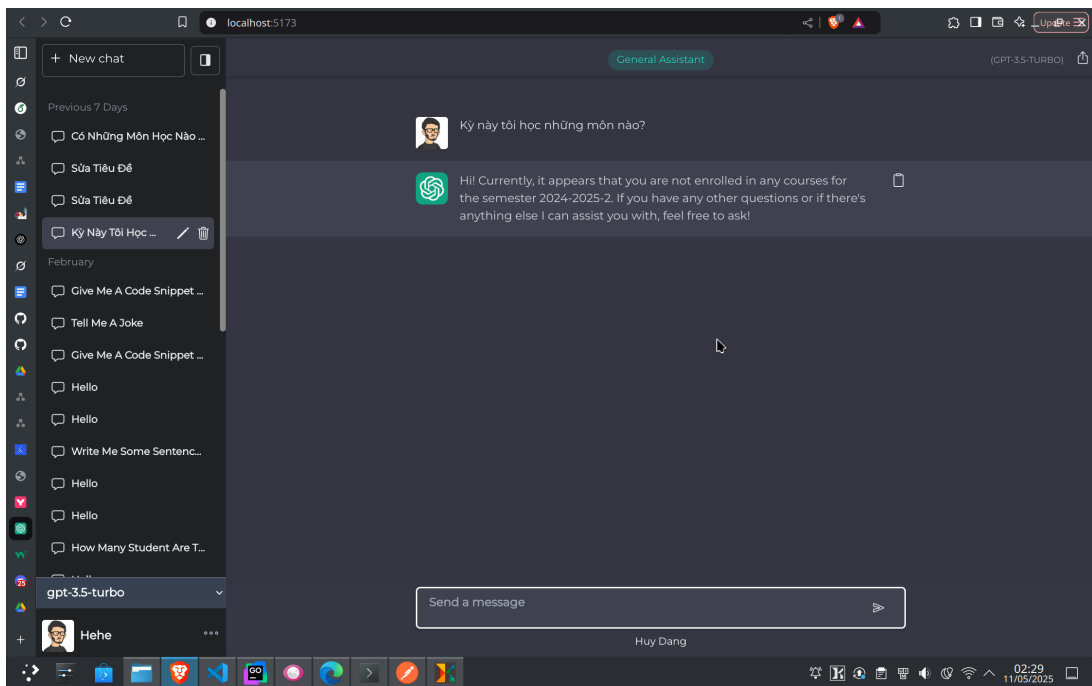 localhost:5173
New chat
Previous 7 Days
Có Những Môn Học Nào ...
Sửa Tiêu Đề
Sửa Tiêu Đề
Kỳ Này Tôi Học ...
February
Give Me A Code Snippet ...
Tell Me A Joke
Give Me A Code Snippet ...
Hello
Hello
Write Me Some Sentenc...
Hello
Hello
How Many Student Are T...
gpt-3.5-turbo
Hehe
General Assistant
(GPT-3.5-TURBO)
Kỳ này tôi học những môn nào?
Hi! Currently, it appears that you are not enrolled in any courses for
the semester 2024-2025-2. If you have any other questions or if there's
anything else I can assist you with, feel free to ask!
Send a message
Huy Dang
25
GO
02:29
11/05/2025